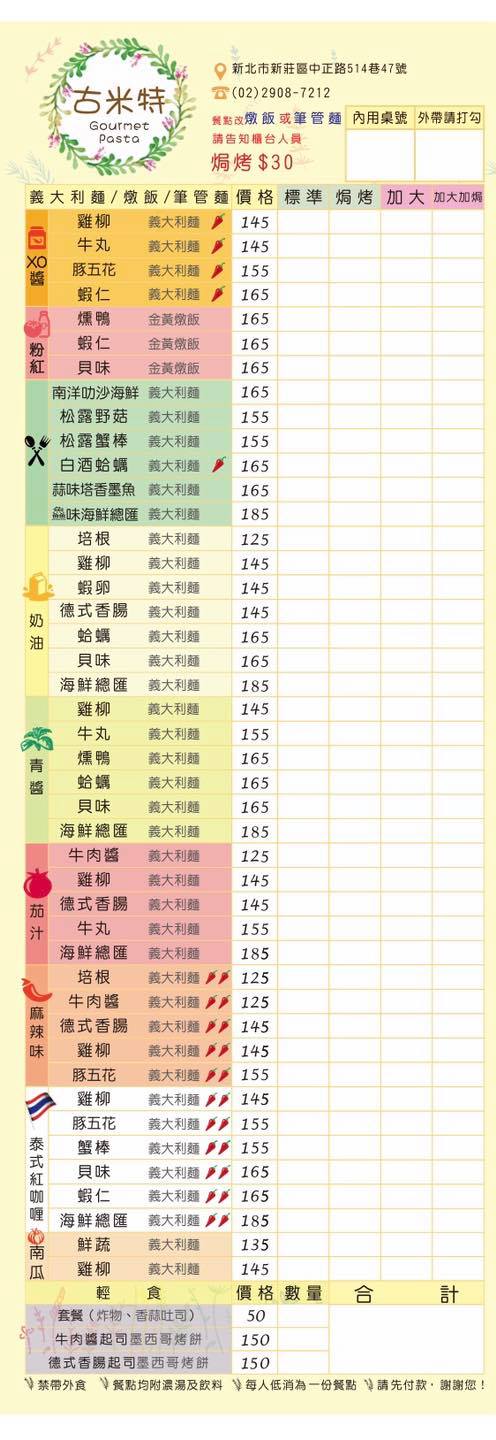 古米特
Gourmet
Pasta
新北市新莊區中正路514巷47號
(02)2908-7212
餐點改燉飯或筆管麵
請告知櫃台人員
焗烤$30
內用桌號 外帶請打勾
義大利麵/燉飯/筆管麵 價格 標準 焗烤 加大 加大加焗
XO醬
雞柳 義大利麵 145
牛丸 義大利麵 145
豚五花 義大利麵 155
蝦仁 義大利麵 165
粉紅
燻鴨 金黃燉飯 165
蝦仁 金黃燉飯 165
貝味 金黃燉飯 165
南洋叻沙海鮮 義大利麵 165
松露野菇 義大利麵 155
松露蟹棒 義大利麵 155
白酒蛤蠣 義大利麵 165
蒜味塔香墨魚 義大利麵 165
味海鮮總匯 義大利麵 185
奶油
培根 義大利麵 125
雞柳 義大利麵 145
蝦卵 義大利麵 145
德式香腸 義大利麵 145
蛤蠣 義大利麵 165
貝味 義大利麵 165
海鮮總匯 義大利麵 185
青醬
雞柳 義大利麵 145
牛丸 義大利麵 155
燻鴨 義大利麵 165
蛤蠣 義大利麵 165
貝味 義大利麵 165
海鮮總匯 義大利麵 185
茄汁
牛肉醬 義大利麵 125
雞柳 義大利麵 145
德式香腸 義大利麵 145
牛丸 義大利麵 155
海鮮總匯 義大利麵 185
麻辣味
培根 義大利麵 125
牛肉醬 義大利麵 125
德式香腸 義大利麵 145
雞柳 義大利麵 145
豚五花 義大利麵 155
泰式紅咖喱
雞柳 義大利麵 145
豚五花 義大利麵 155
蟹棒 義大利麵 155
貝味 義大利麵 165
蝦仁 義大利麵 165
海鮮總匯 義大利麵 185
南瓜
鮮蔬 義大利麵 135
雞柳 義大利麵 145
輕食 價格 數量 合計
套餐(炸物、香蒜吐司) 50
牛肉醬起司墨西哥烤餅 150
德式香腸起司墨西哥烤餅 150
禁帶外食 餐點均附濃湯及飲料 每人低消為一份餐點 請先付款·謝謝您!